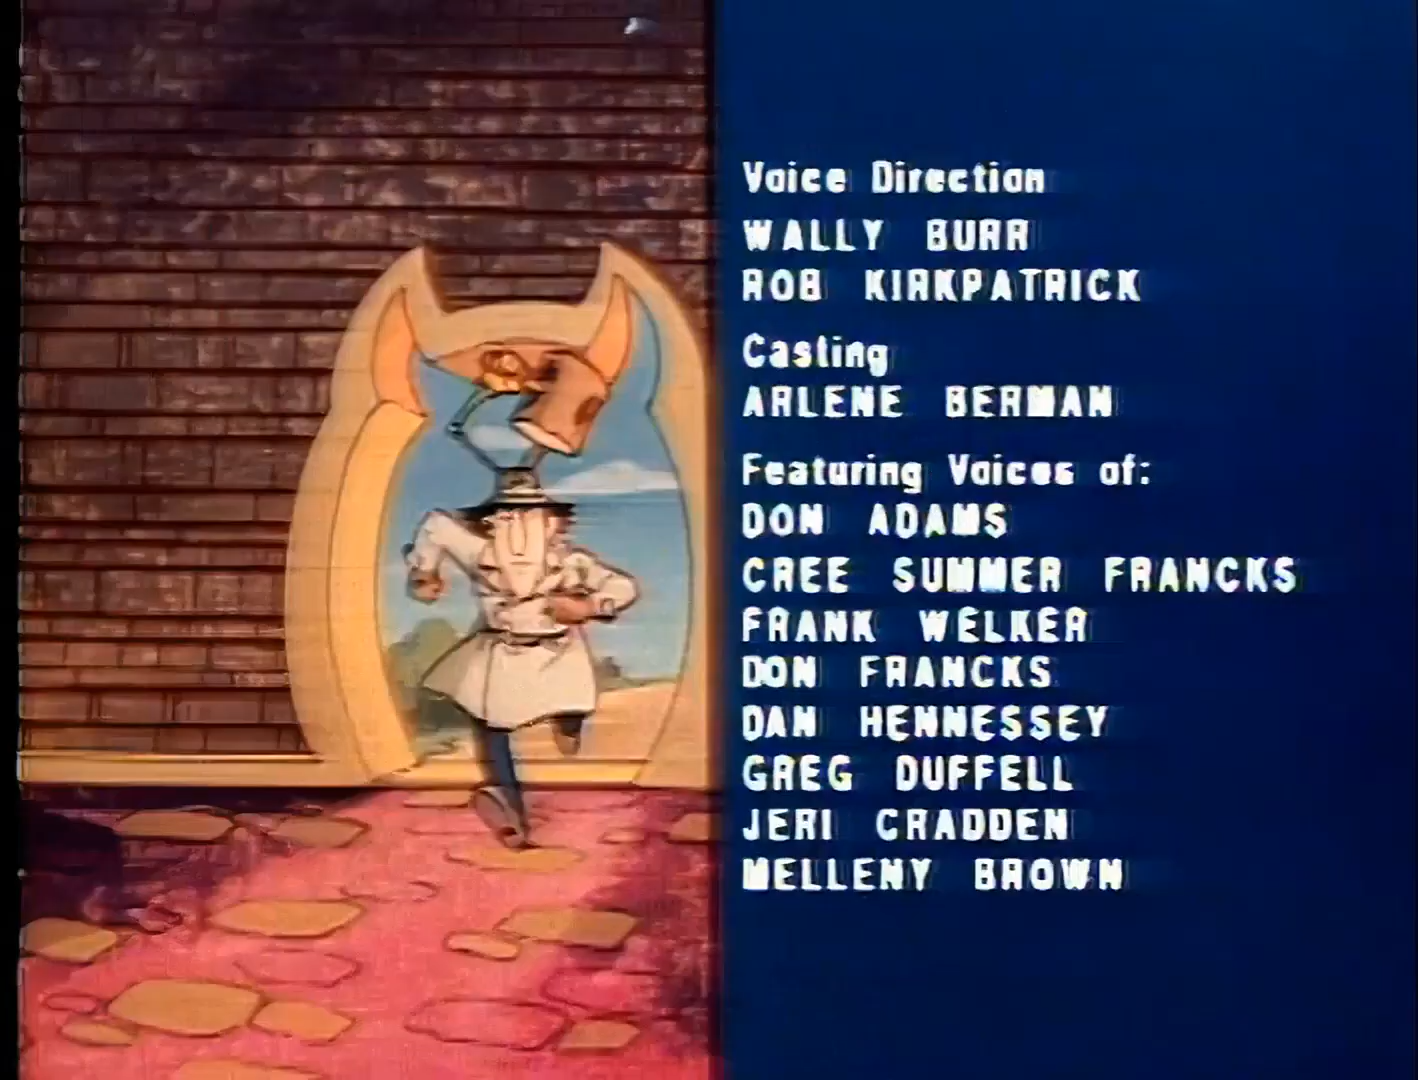 Voice Direction
WALLY BURR
ROB KIRKPATRICK
Casting
ARLENE BERMAN
Featuring Voices of:
DON ADAMS
CREE SUMMER FRANCKS
FRANK WELKER
DON FRANCKS
DAN HENNESSEY
GREG DUFFELL
JERI CRADDEN
MELLENY BROWN